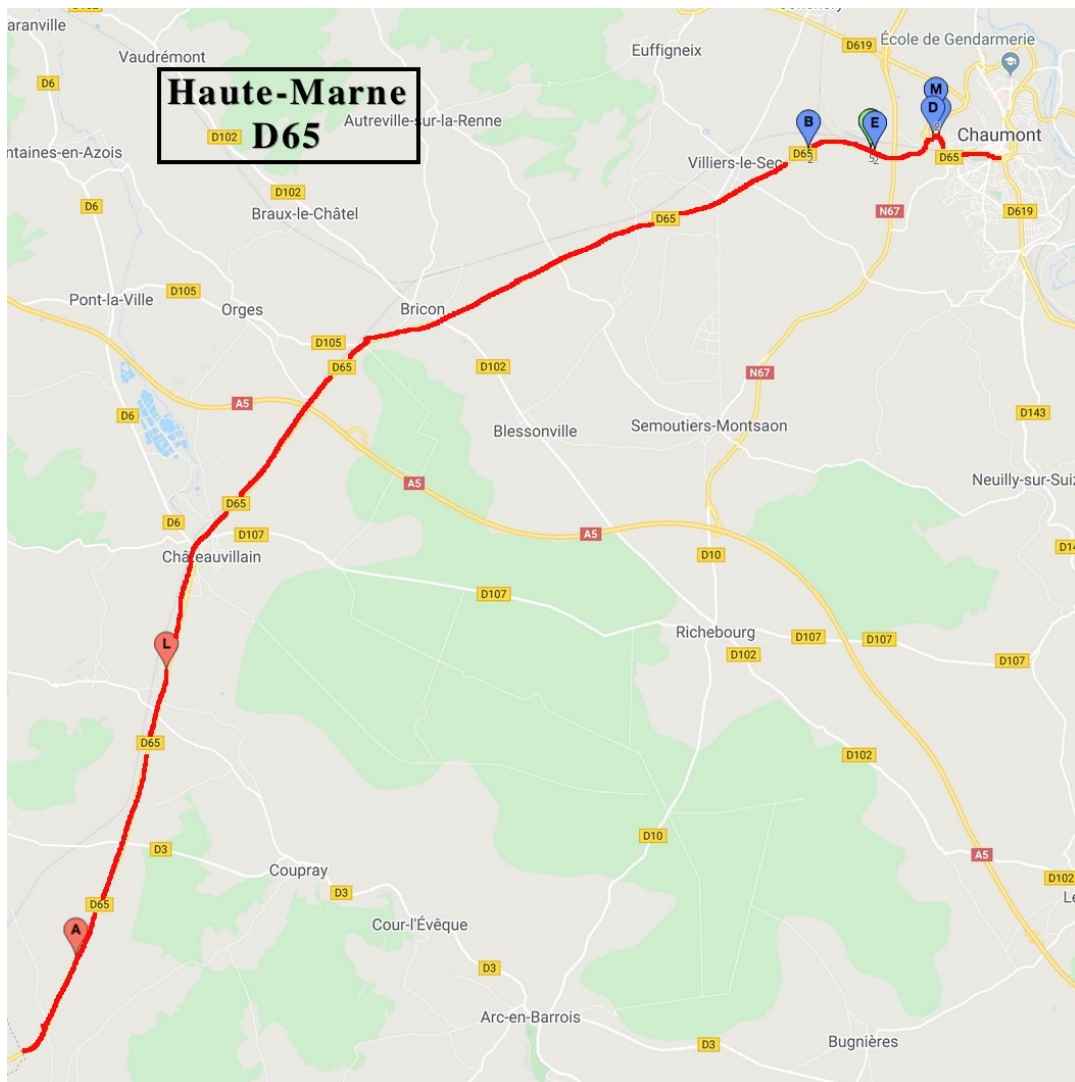 Vaudrémont
D6
Haute-Marne
D65
D102
Autreville-sur-la-Renne
Euffigneix
D619
École de Gendarmerie
M
D
B
E
D65
2
Chaumont
D65
Villiers-le-Sec
D102
D6
Braux-le-Châtel
D65
N67
D619
Pont-la-Ville
D105
Orges
Bricon
D105
D65
D102
N67
A5
D6
D143
Blessonville
Semoutiers-Montsaon
A5
Neuilly-sur-Suiz
D65
D6
D107
A5
D10
Châteauvillain
D107
L
Richebourg
D107
D107
D102
D107
D65
D102
D10
D3
A5
Coupray
D3
D102
D65
Cour-l'Évêque
A
D3
Arc-en-Barrois
D3
Bugnières